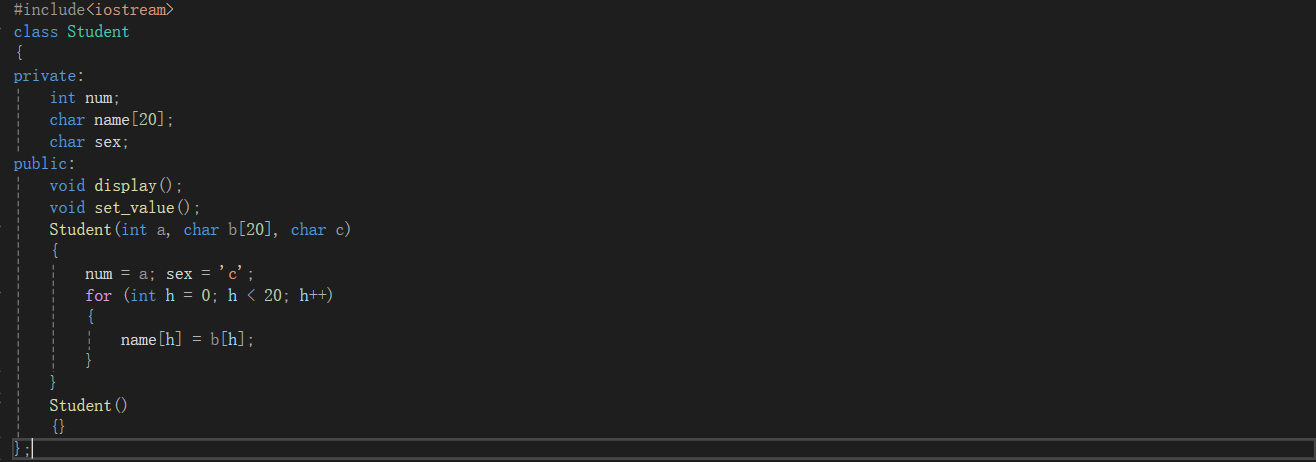 #include<iostream>
class Student
{
private:
    int num;
    char name[20];
    char sex;
public:
    void display();
    void set_value();
    Student(int a, char b[20], char c)
    {
        num = a; sex = 'c';
        for (int h = 0; h < 20; h++)
        {
            name[h] = b[h];
        }
    }
    Student()
    {}
};